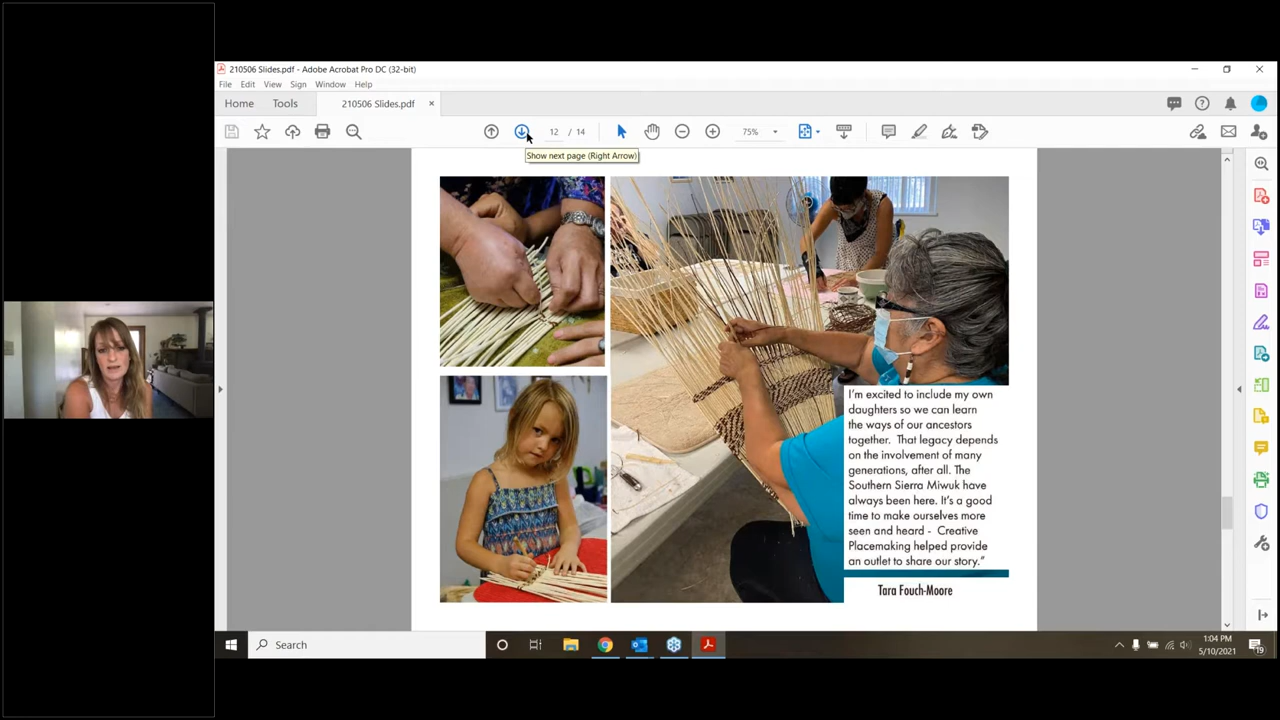 210506 Slides.pdf - Adobe Acrobat Pro DC (32-bit)
File Edit View Sign Window Help
Home Tools 210506 Slides.pdf ×
12 / 14 75%
Show next page (Right Arrow)
I'm excited to include my own
daughters so we can learn
the ways of our ancestors
together. That legacy depends
on the involvement of many
generations, after all. The
Southern Sierra Miwuk have
always been here. It's a good
time to make ourselves more
seen and heard - Creative
Placemaking helped provide
an outlet to share our story."
Tara Fouch-Moore
Search
1:04 PM
5/10/2021
19